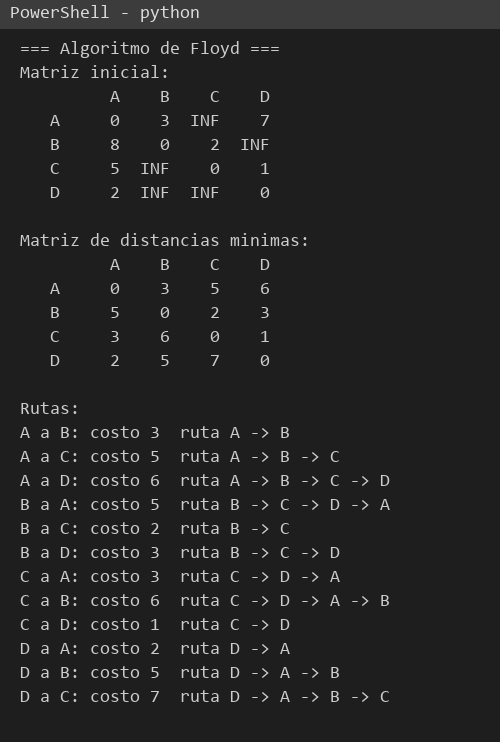 PowerShell - python
=== Algoritmo de Floyd ===
Matriz inicial:
         A    B    C    D
   A     0    3  INF    7
   B     8    0    2  INF
   C     5  INF    0    1
   D     2  INF  INF    0
Matriz de distancias minimas:
         A    B    C    D
   A     0    3    5    6
   B     5    0    2    3
   C     3    6    0    1
   D     2    5    7    0
Rutas:
A a B: costo 3  ruta A -> B
A a C: costo 5  ruta A -> B -> C
A a D: costo 6  ruta A -> B -> C -> D
B a A: costo 5  ruta B -> C -> D -> A
B a C: costo 2  ruta B -> C
B a D: costo 3  ruta B -> C -> D
C a A: costo 3  ruta C -> D -> A
C a B: costo 6  ruta C -> D -> A -> B
C a D: costo 1  ruta C -> D
D a A: costo 2  ruta D -> A
D a B: costo 5  ruta D -> A -> B
D a C: costo 7  ruta D -> A -> B -> C